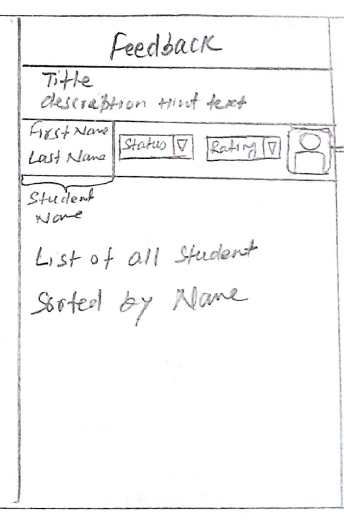 Feedback
Title
description Hint text
First Name
Last Name
Status
Rating
Student
Name
List of all Student
Sorted by Name